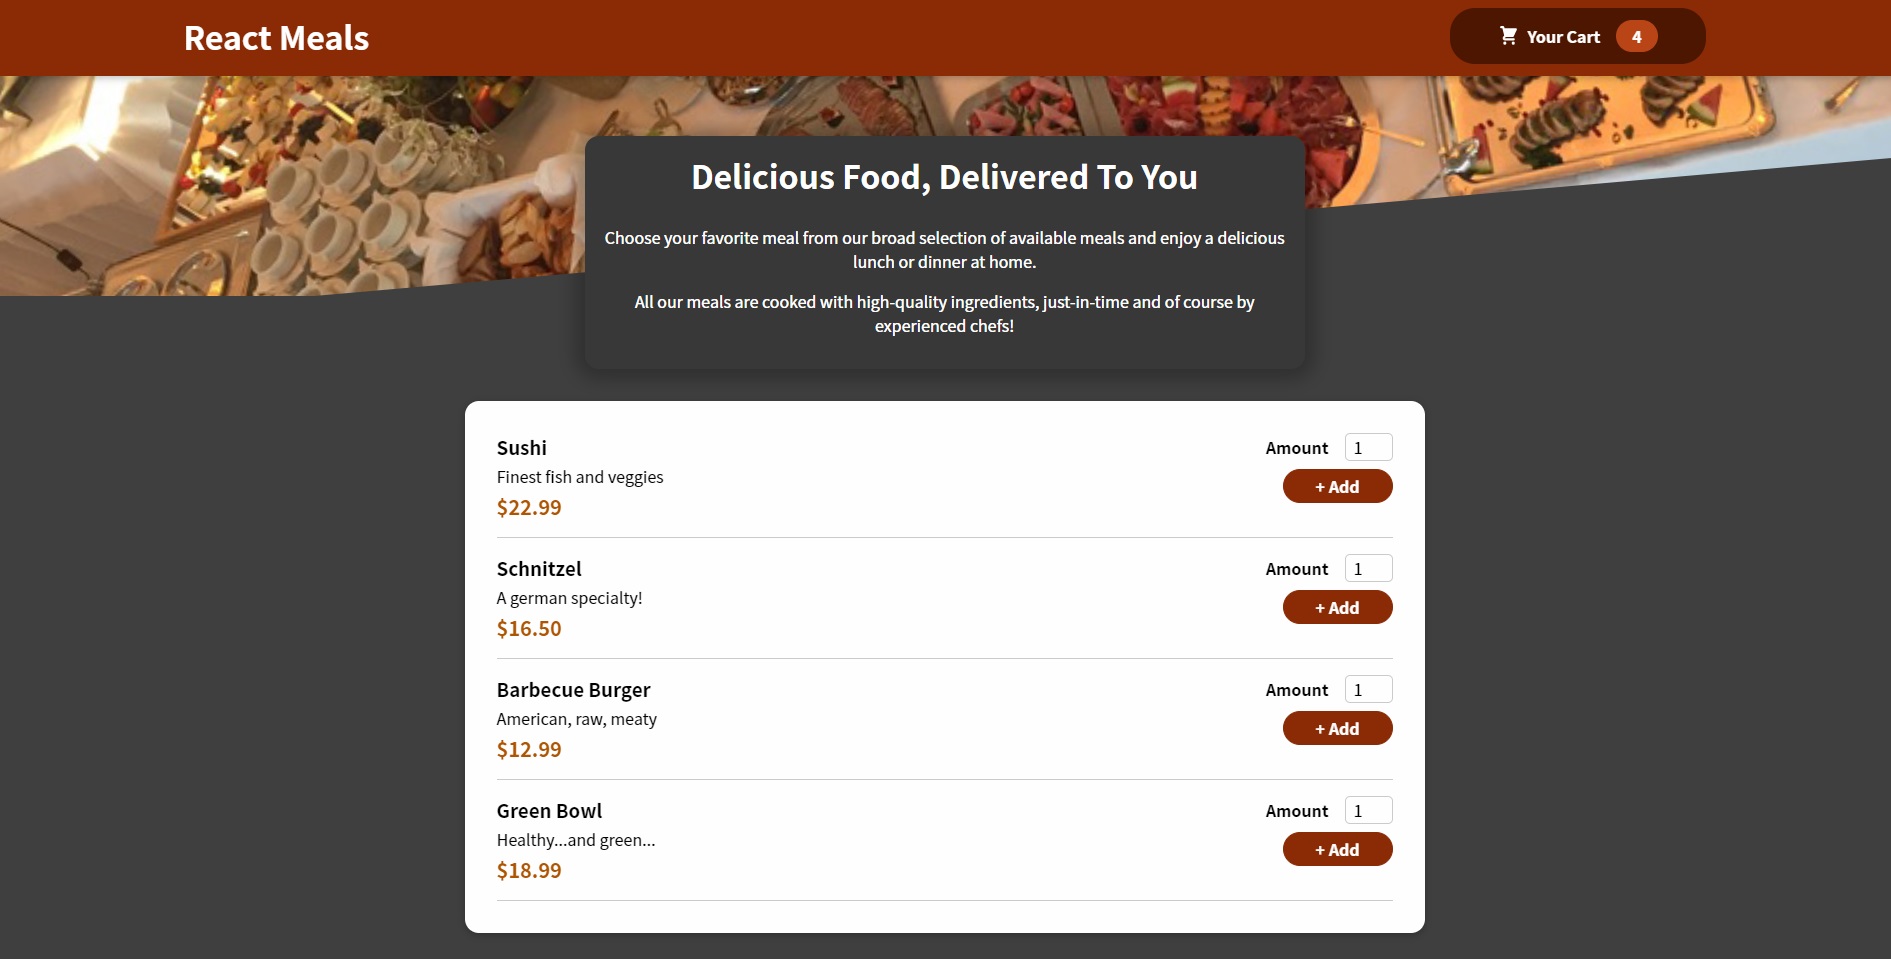 React Meals
Your Cart 4
Delicious Food, Delivered To You
Choose your favorite meal from our broad selection of available meals and enjoy a delicious
lunch or dinner at home.
All our meals are cooked with high-quality ingredients, just-in-time and of course by
experienced chefs!
Sushi
Finest fish and veggies
$22.99
Amount 1
+ Add
Schnitzel
A german specialty!
$16.50
Amount 1
+ Add
Barbecue Burger
American, raw, meaty
$12.99
Amount 1
+ Add
Green Bowl
Healthy...and green...
$18.99
Amount 1
+ Add